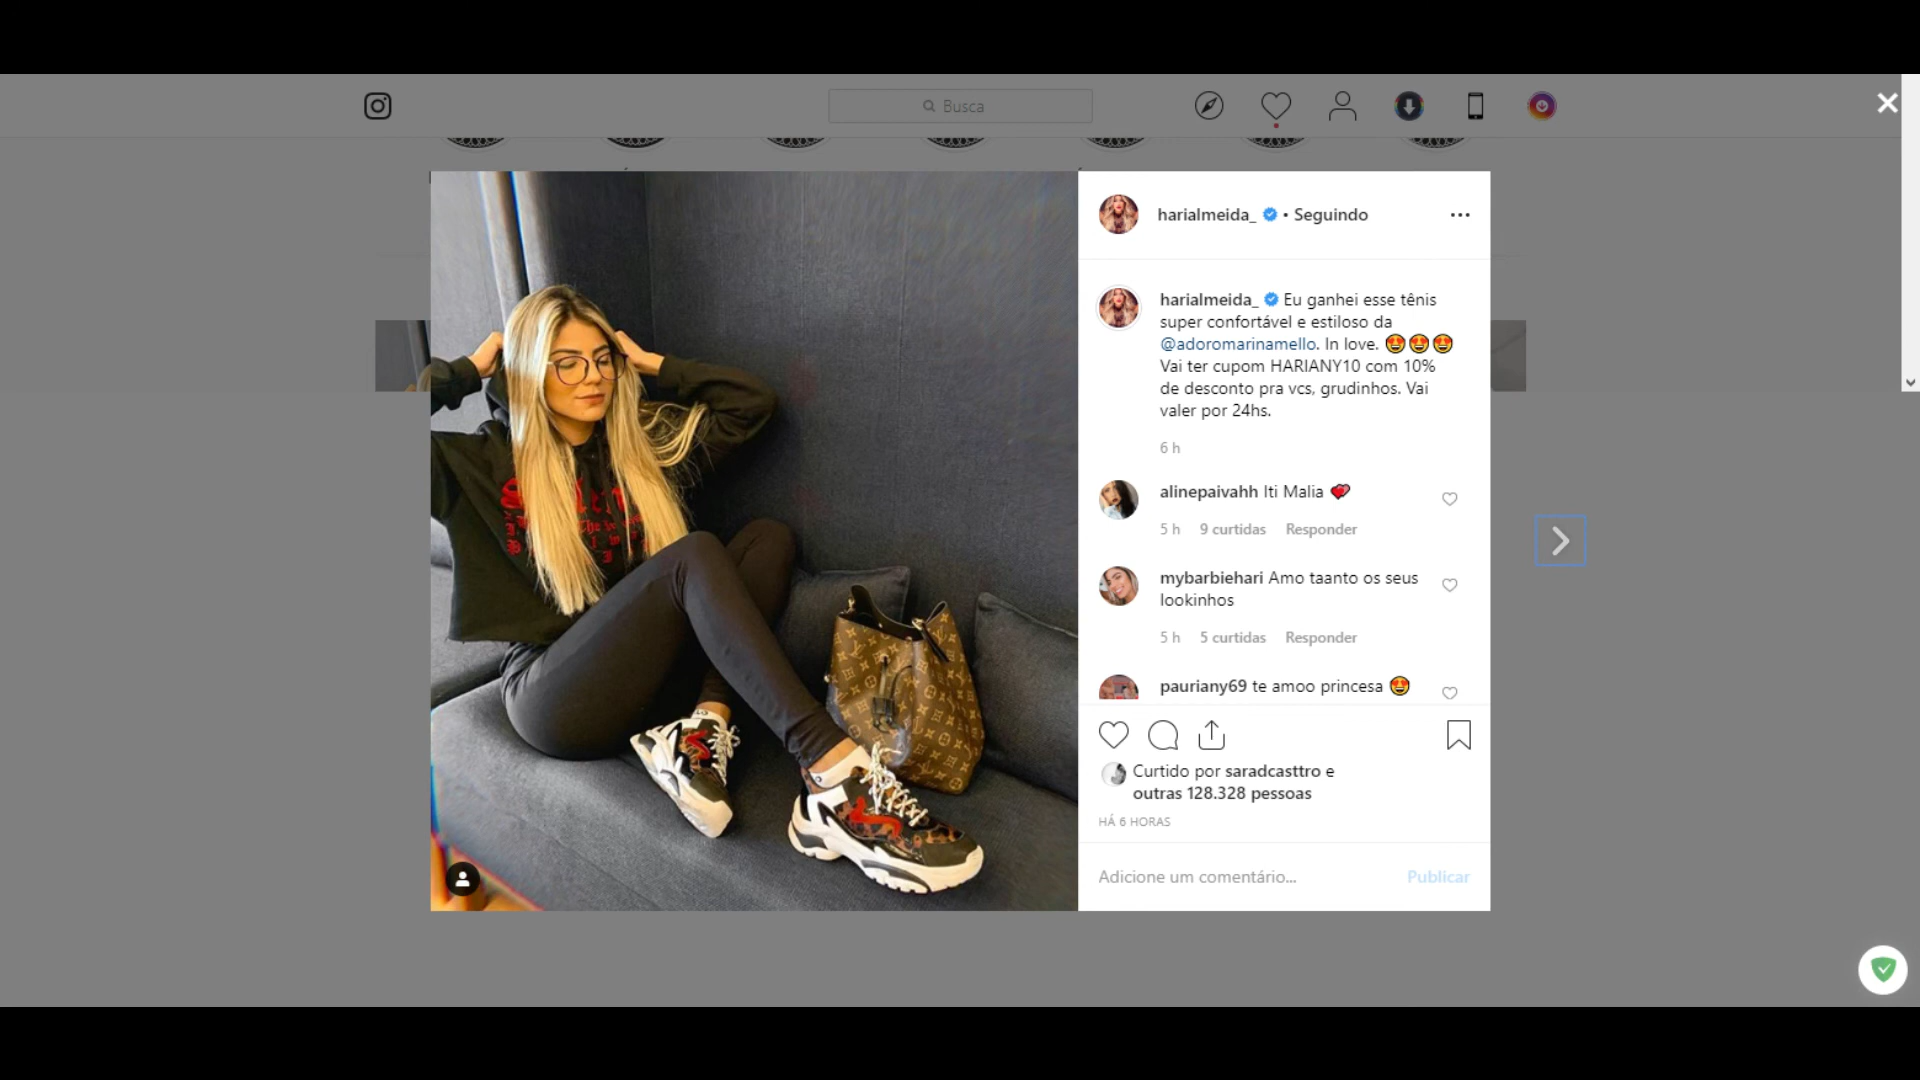 Busca
harialmeida_ • Seguindo
harialmeida_ Eu ganhei esse tênis
super confortável e estiloso da
@adoromarinamello. In love. 😍😍😍
Vai ter cupom HARIANY10 com 10%
de desconto pra vcs, grudinhos. Vai
valer por 24hs.
6 h
alinepaivahh Iti Malia 💕
5 h 9 curtidas Responder
mybarbiehari Amo taanto os seus
lookinhos
5 h 5 curtidas Responder
pauriany69 te amoo princesa 😍
Curtido por saradcasttro e
outras 128.328 pessoas
HÁ 6 HORAS
Adicione um comentário... Publicar